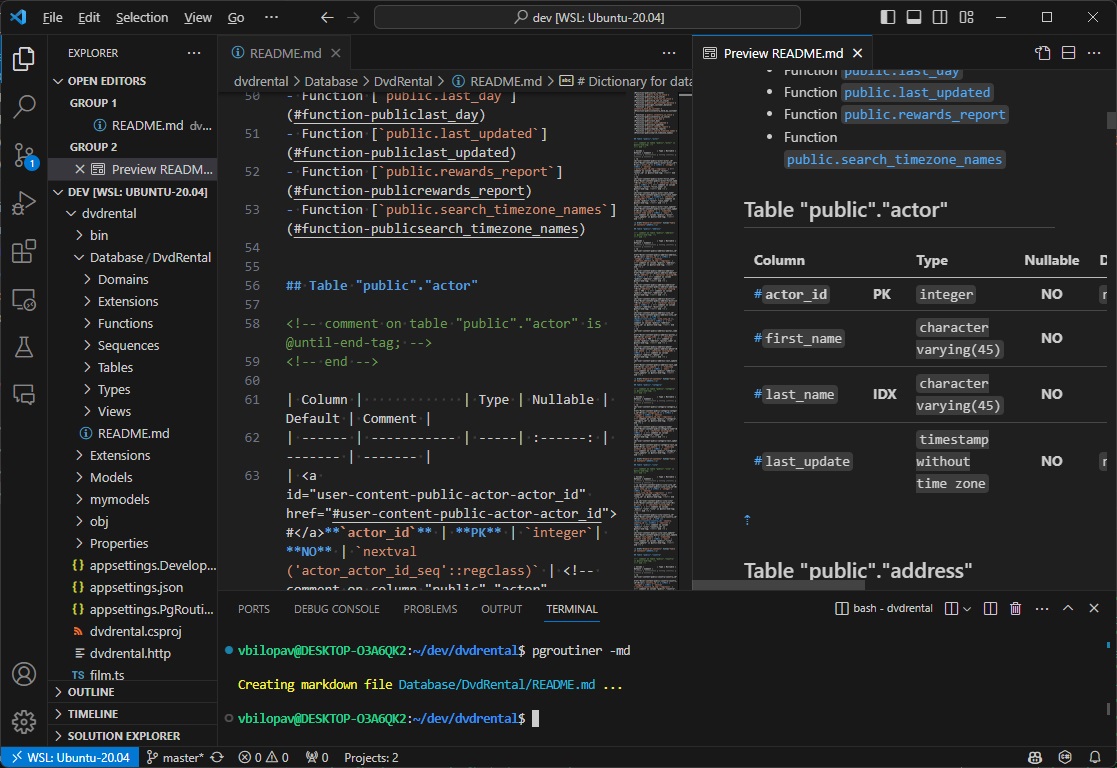 File Edit Selection View Go ··· dev [WSL: Ubuntu-20.04]
EXPLORER ···
OPEN EDITORS
GROUP 1
README.md dv...
GROUP 2
Preview READM...
DEV [WSL: UBUNTU-20.04]
dvdrental
bin
Database / DvdRental
Domains
Extensions
Functions
Sequences
Tables
Types
Views
README.md
Extensions
Models
mymodels
obj
Properties
{} appsettings.Develop...
{} appsettings.json
{} appsettings.PgRouti...
dvdrental.csproj
dvdrental.http
TS film.ts
OUTLINE
TIMELINE
SOLUTION EXPLORER
1
README.md
dvdrental > Database > DvdRental > README.md > # Dictionary for data
50 - Function [`public.last_day`]
(#function-publiclast_day)
51 - Function [`public.last_updated`]
(#function-publiclast_updated)
52 - Function [`public.rewards_report`]
(#function-publicrewards_report)
53 - Function [`public.search_timezone_names`]
(#function-publicsearch_timezone_names)
54
55
56 ## Table "public"."actor"
57
58 <!-- comment on table "public"."actor" is
@until-end-tag; -->
59 <!-- end -->
60
61 | Column |             | Type | Nullable |
Default | Comment |
62 | ------ | ----------- | -----| :------: |
------- | ------- |
63 | <a
id="user-content-public-actor-actor_id"
href="#user-content-public-actor-actor_id">
#</a>**`actor_id`** | **PK** | `integer`|
**NO** | `nextval
('actor_actor_id_seq'::regclass)` | <!--
comment on column "public"."actor"
Preview README.md
Function public.last_day
Function public.last_updated
Function public.rewards_report
Function
public.search_timezone_names
Table "public"."actor"
Column Type Nullable D
#actor_id PK integer NO
#first_name character NO
varying(45)
#last_name IDX character NO
varying(45)
#last_update timestamp NO
without
time zone
Table "public"."address"
PORTS DEBUG CONSOLE PROBLEMS OUTPUT TERMINAL bash - dvdrental
vbilopav@DESKTOP-O3A6QK2:~/dev/dvdrental$ pgroutiner -md
Creating markdown file Database/DvdRental/README.md ...
vbilopav@DESKTOP-O3A6QK2:~/dev/dvdrental$
WSL: Ubuntu-20.04 master* 0 0 0 Projects: 2